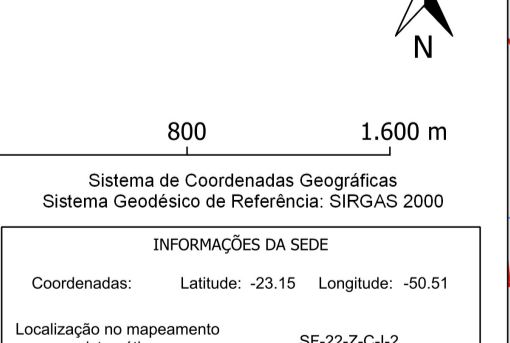 N
800 1.600 m
Sistema de Coordenadas Geográficas
Sistema Geodésico de Referência: SIRGAS 2000
INFORMAÇÕES DA SEDE
Coordenadas: Latitude: -23.15 Longitude: -50.51
Localização no mapeamento
SF-22-Z-C-I-2